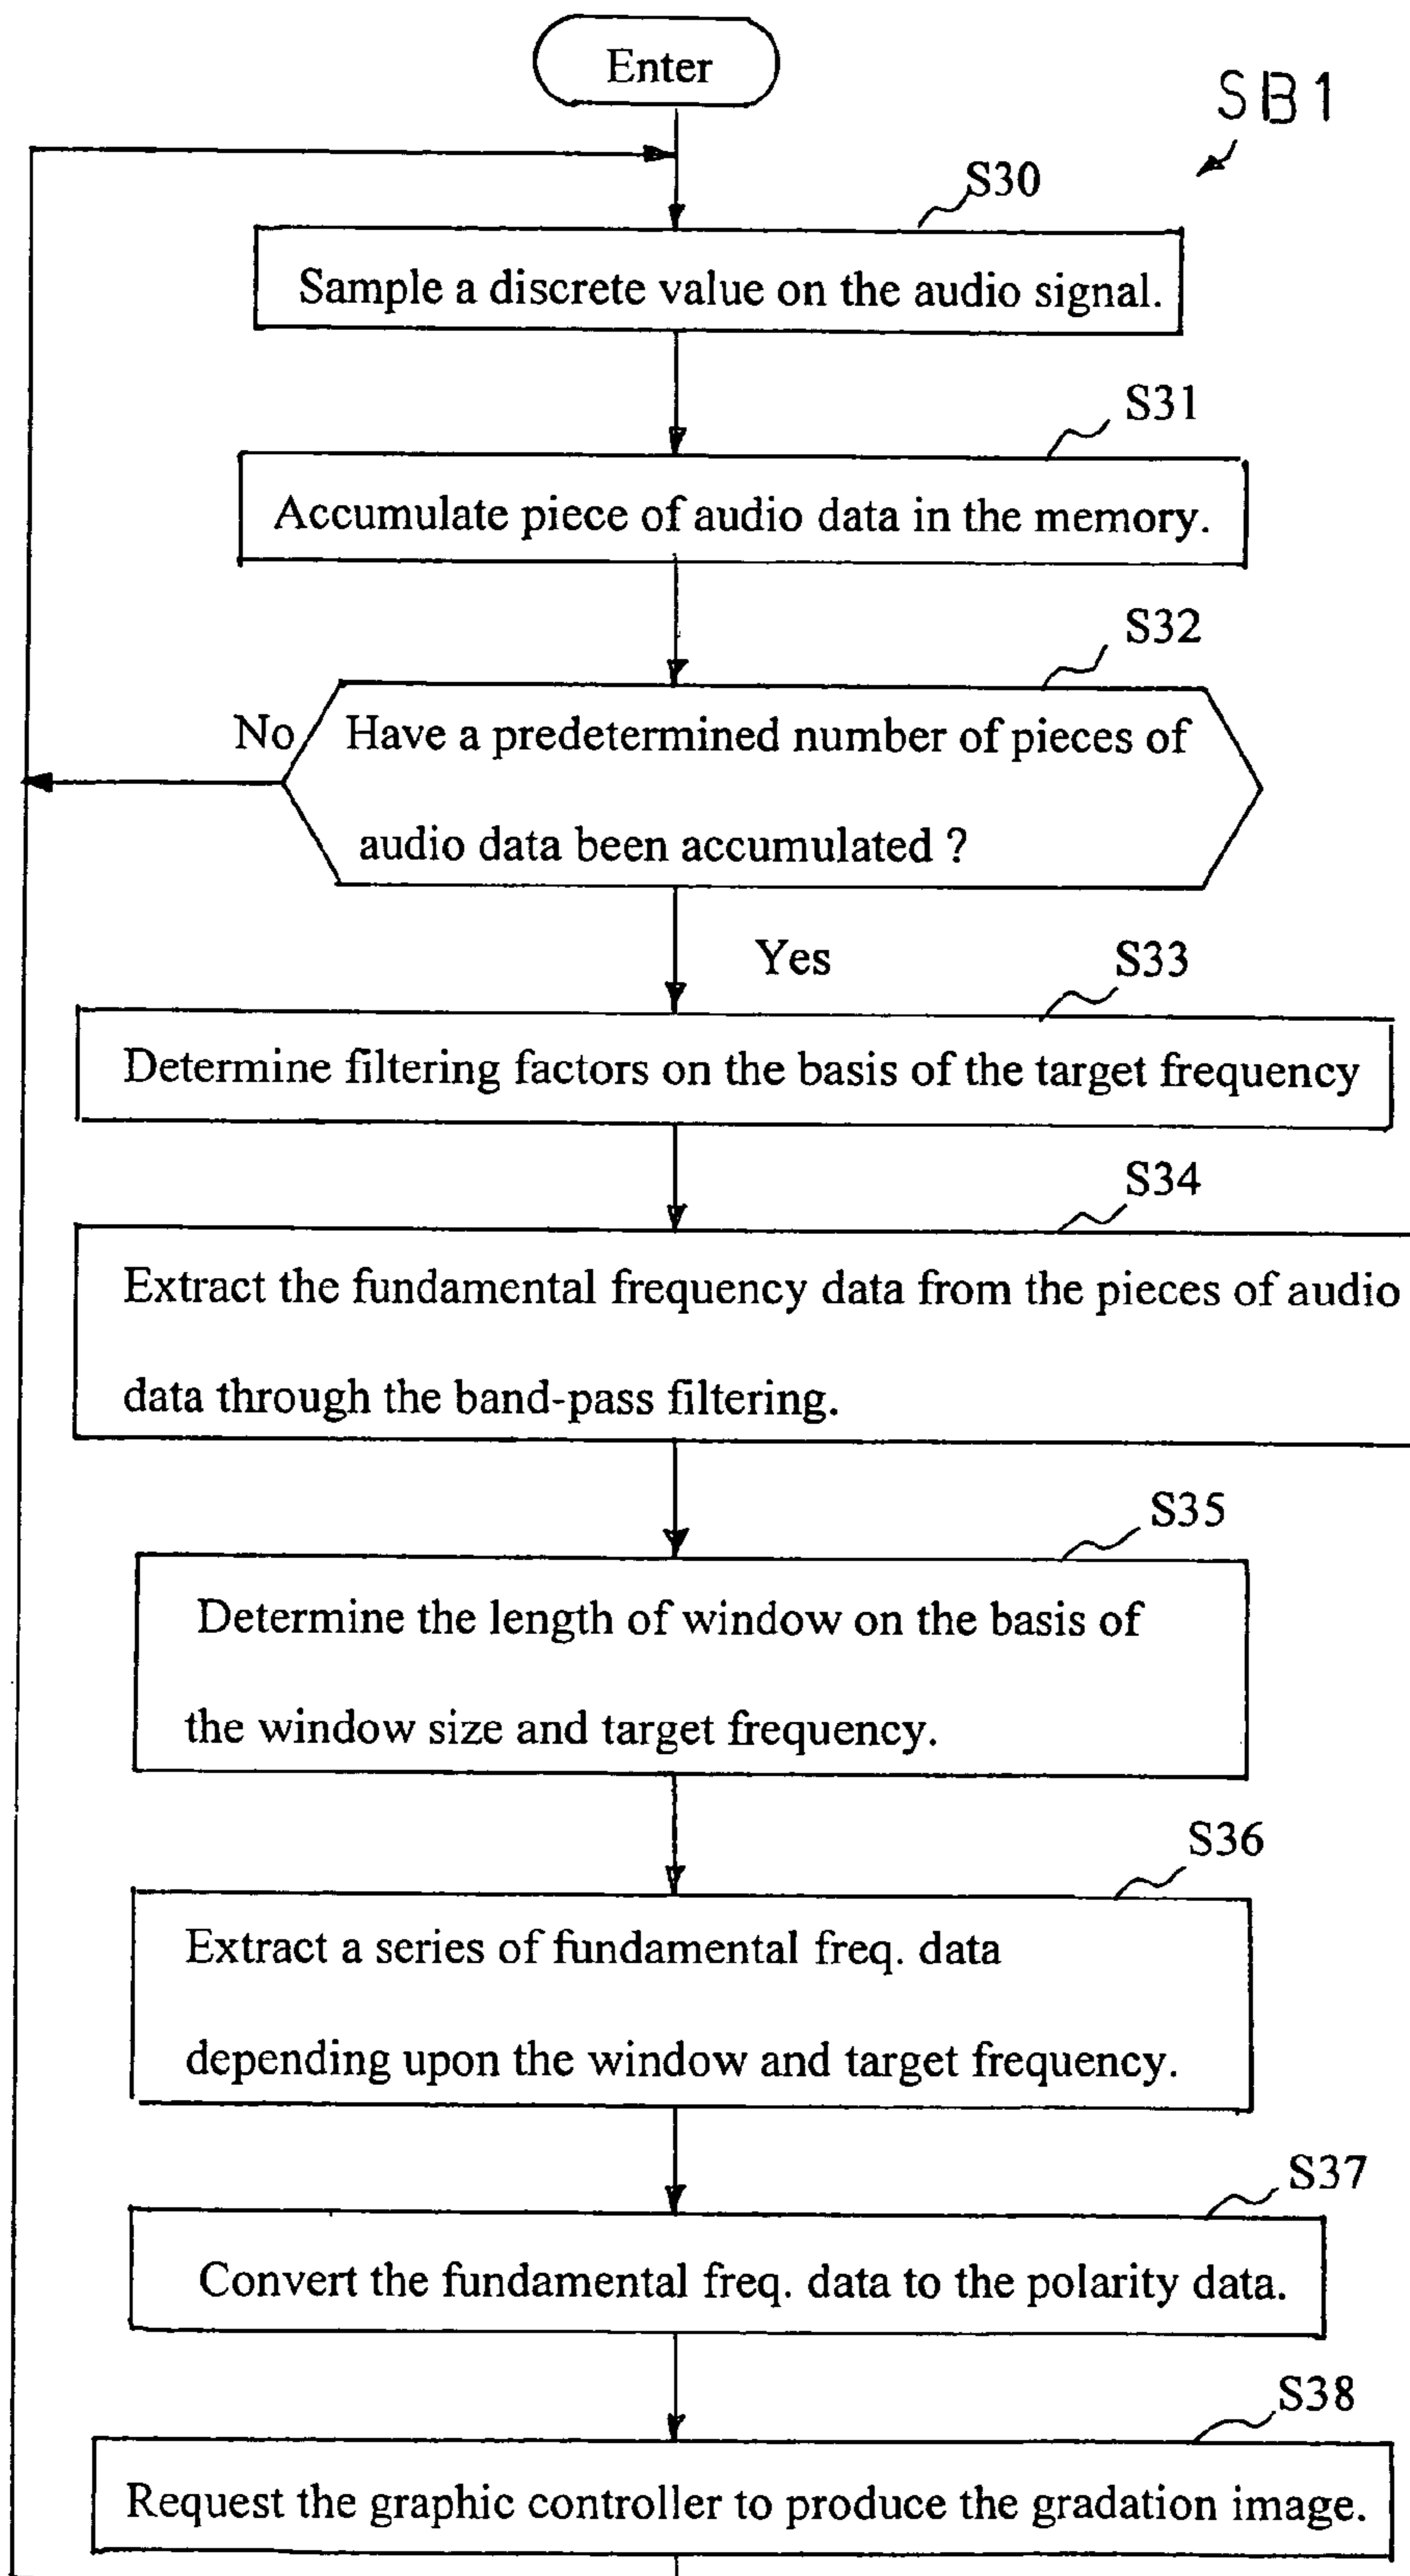 Enter
SB1
S30
Sample a discrete value on the audio signal.
S31
Accumulate piece of audio data in the memory.
S32
No
Have a predetermined number of pieces of
audio data been accumulated ?
Yes
S33
Determine filtering factors on the basis of the target frequency
S34
Extract the fundamental frequency data from the pieces of audio
data through the band-pass filtering.
S35
Determine the length of window on the basis of
the window size and target frequency.
S36
Extract a series of fundamental freq. data
depending upon the window and target frequency.
S37
Convert the fundamental freq. data to the polarity data.
S38
Request the graphic controller to produce the gradation image.